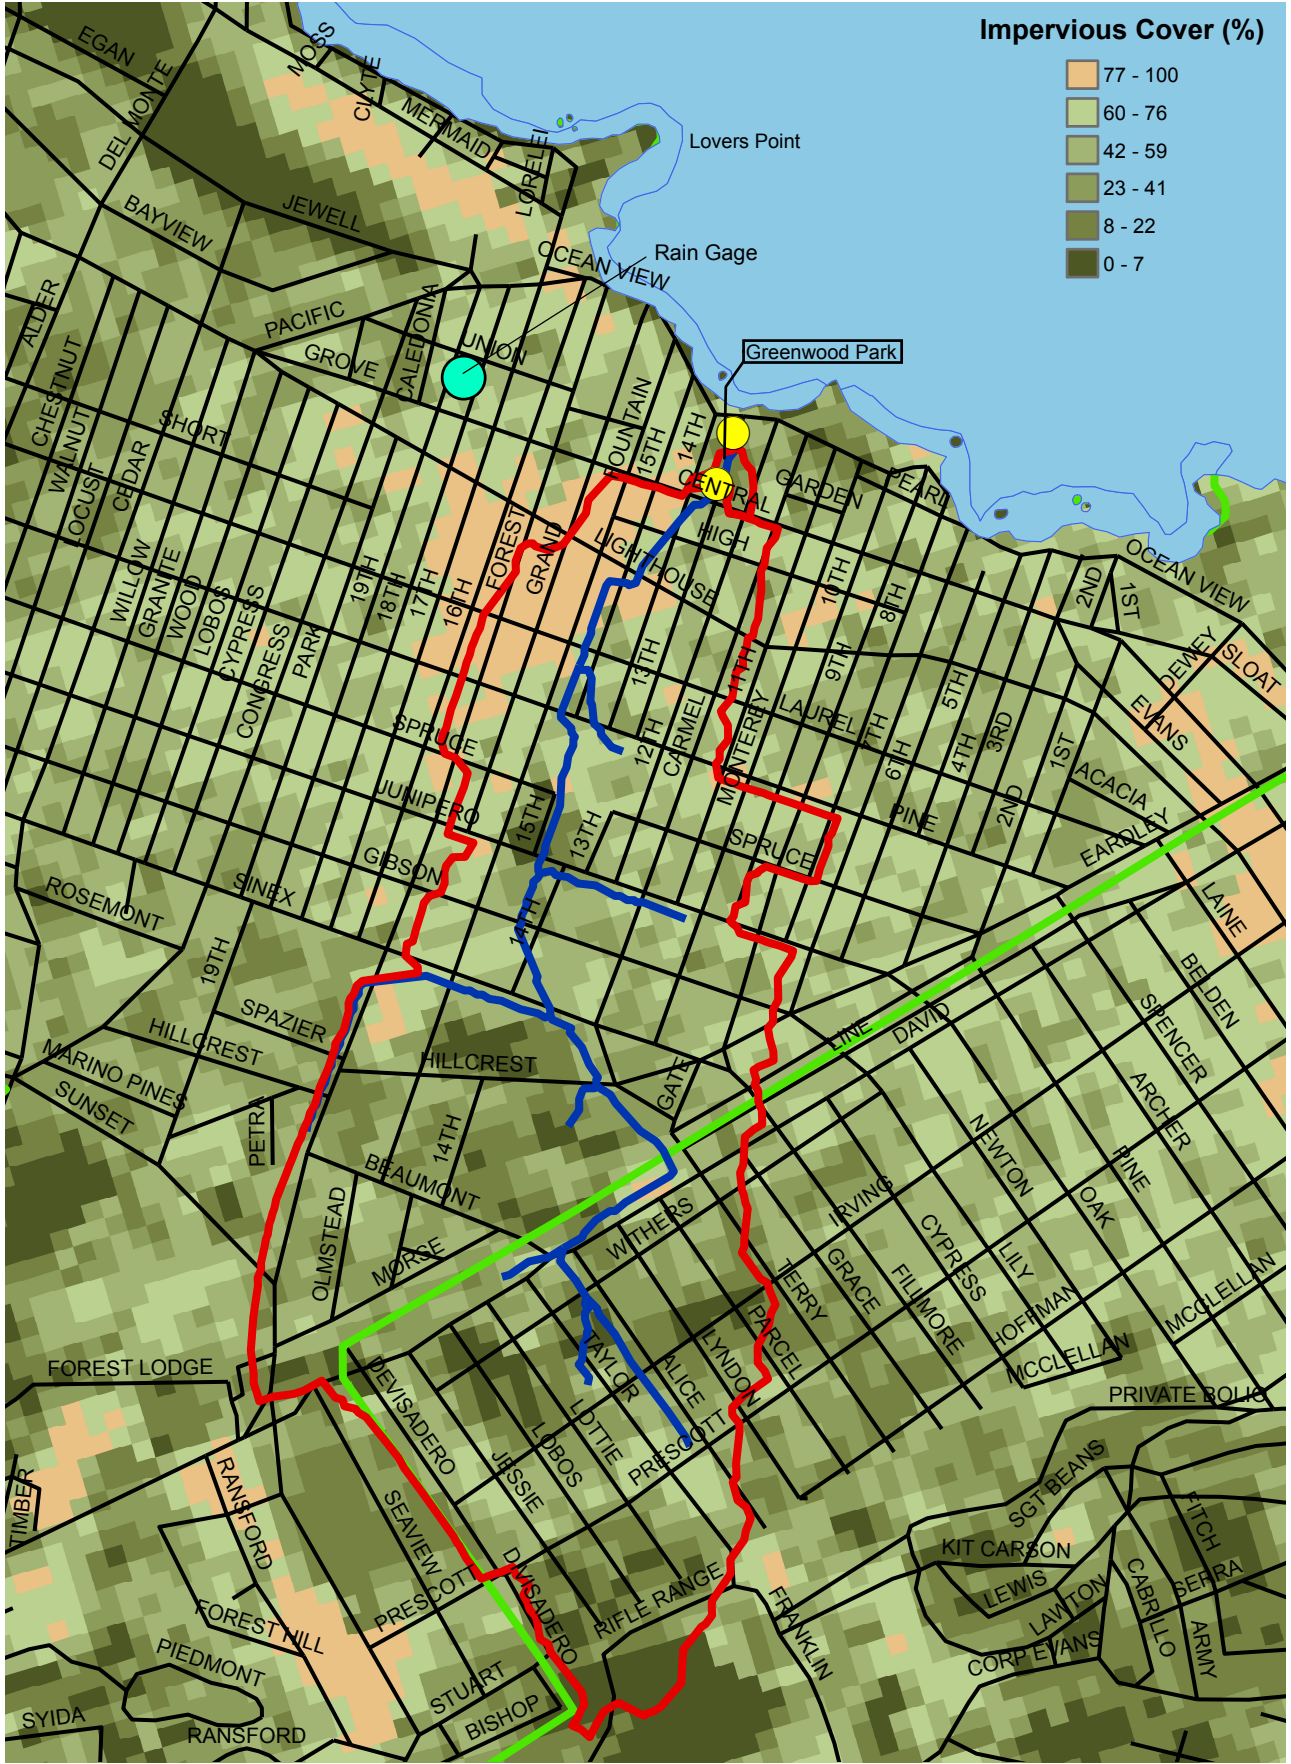 Impervious Cover (%)
77 - 100
60 - 76
42 - 59
23 - 41
8 - 22
0 - 7
EGAN
MOSS
DEL MONTE
CLYTE
MERMAID
LORELEI
Lovers Point
BAYVIEW
JEWELL
OCEAN VIEW
Rain Gage
ALDER
PACIFIC
CALEDONIA
UNION
GROVE
Greenwood Park
CHESTNUT
WALNUT
LOCUST
CEDAR
SHORT
FOUNTAIN
15TH
14TH
CENTRAL
GARDEN
PEARL
HIGH
LIGHTHOUSE
FOREST
GRAND
WILLOW
GRANITE
WOOD
LOBOS
CYPRESS
CONGRESS
PARK
19TH
18TH
17TH
16TH
10TH
8TH
2ND
1ST
OCEAN VIEW
DEWEY
SLOAT
EVANS
13TH
11TH
9TH
5TH
12TH
CARMEL
MONTEREY
LAUREL
7TH
6TH
4TH
3RD
2ND
1ST
ACACIA
EARDLEY
SPRUCE
JUNIPERO
15TH
13TH
PINE
SPRUCE
GIBSON
SINEX
ROSEMONT
14TH
19TH
LAINE
BELDEN
SPENCER
ARCHER
PINE
SPAZIER
HILLCREST
MARINO PINES
SUNSET
PETRA
HILLCREST
GATE
LINE
DAVID
14TH
BEAUMONT
OLMSTEAD
MORSE
WITHERS
IRVING
NEWTON
OAK
CYPRESS
LILY
TERRY
GRACE
FILLMORE
HOFFMAN
MCCLELLAN
MCCLELLAN
FOREST LODGE
DEVISADERO
TAYLOR
ALICE
LYNDON
PARCEL
PRIVATE BOLIO
LOTTIE
LOBOS
JESSIE
PRESCOTT
TIMBER
RANSFORD
SEAVIEW
SGT BEANS
FITCH
KIT CARSON
LEWIS
LAWTON
CABRILLO
SERRA
ARMY
CORP EVANS
PRESCOTT
DIVISADERO
RIFLE RANGE
FRANKLIN
FOREST HILL
PIEDMONT
STUART
BISHOP
SYIDA
RANSFORD